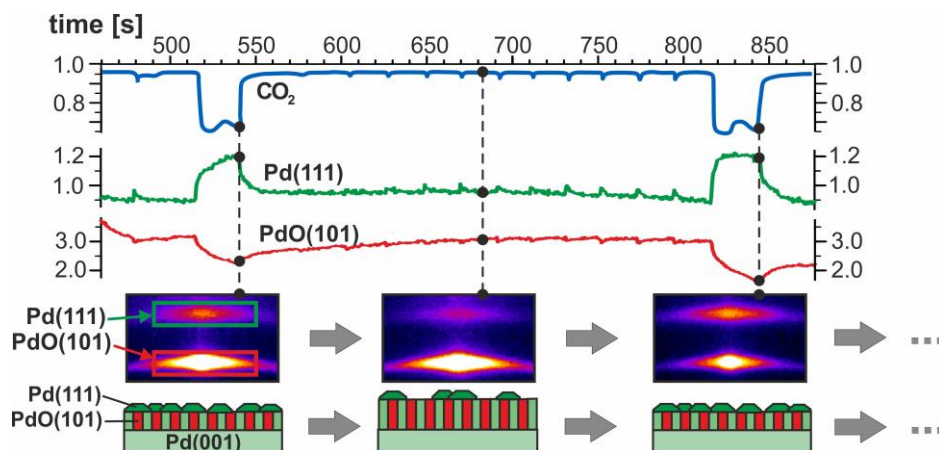 time [s]
500 550 600 650 700 750 800 850
1.0 1.0
CO₂
0.8 0.8
1.2 1.2
Pd(111)
1.0 1.0
PdO(101)
3.0 3.0
2.0 2.0
Pd(111)
PdO(101)
Pd(111)
PdO(101)
Pd(001)